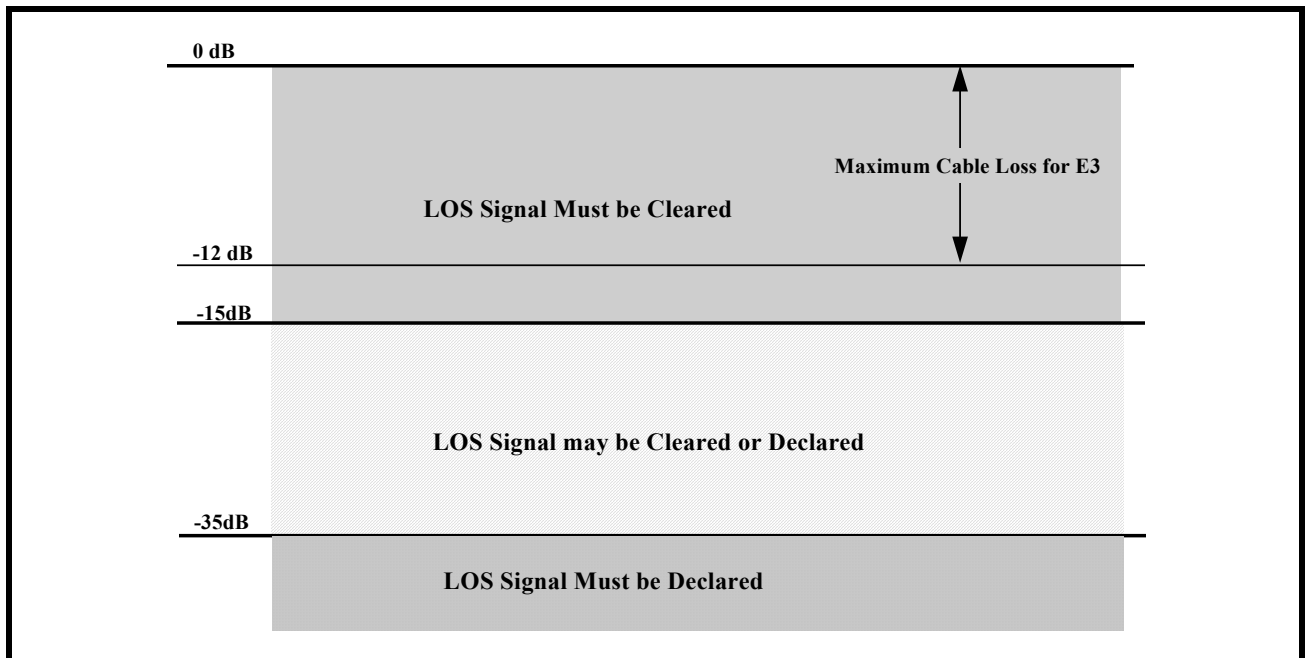 0 dB
Maximum Cable Loss for E3
LOS Signal Must be Cleared
-12 dB
-15dB
LOS Signal may be Cleared or Declared
-35dB
LOS Signal Must be Declared